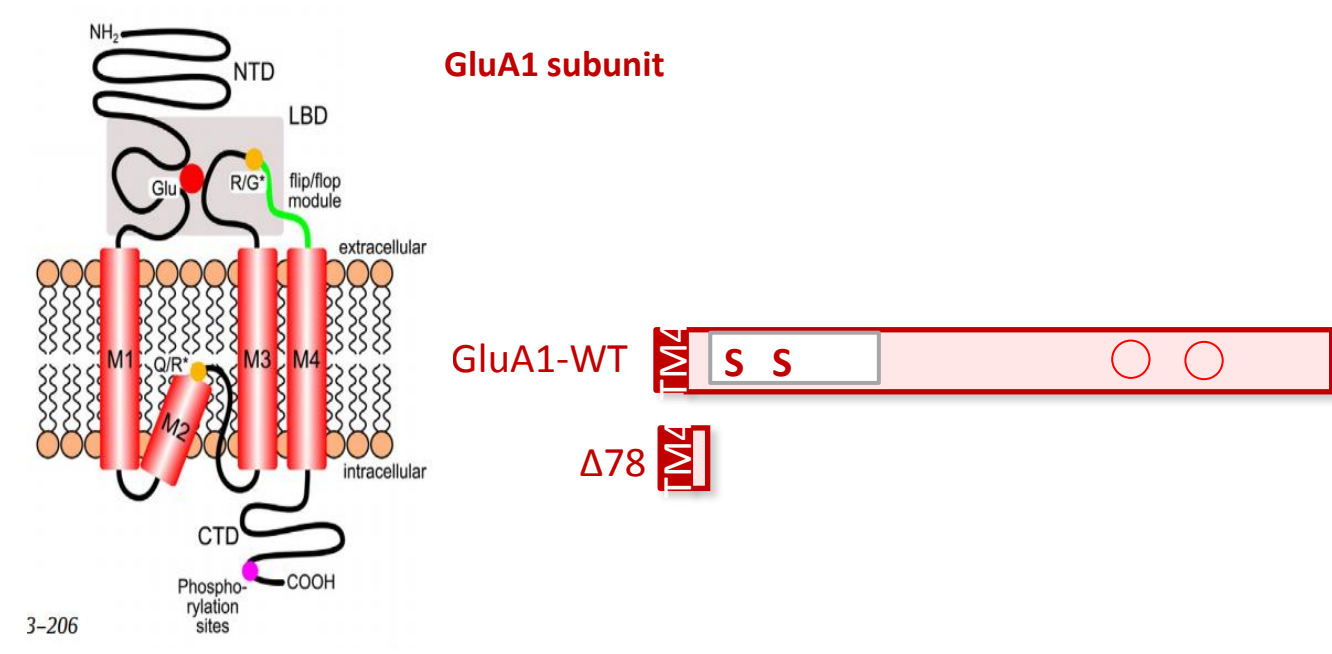 NH2
NTD
GluA1 subunit
LBD
Glu
R/G*
flip/flop
module
extracellular
M1
Q/R*
M3
M4
M2
intracellular
CTD
Phospho-
rylation
sites
COOH
3–206
GluA1-WT
TM4
S S
Δ78
TM4